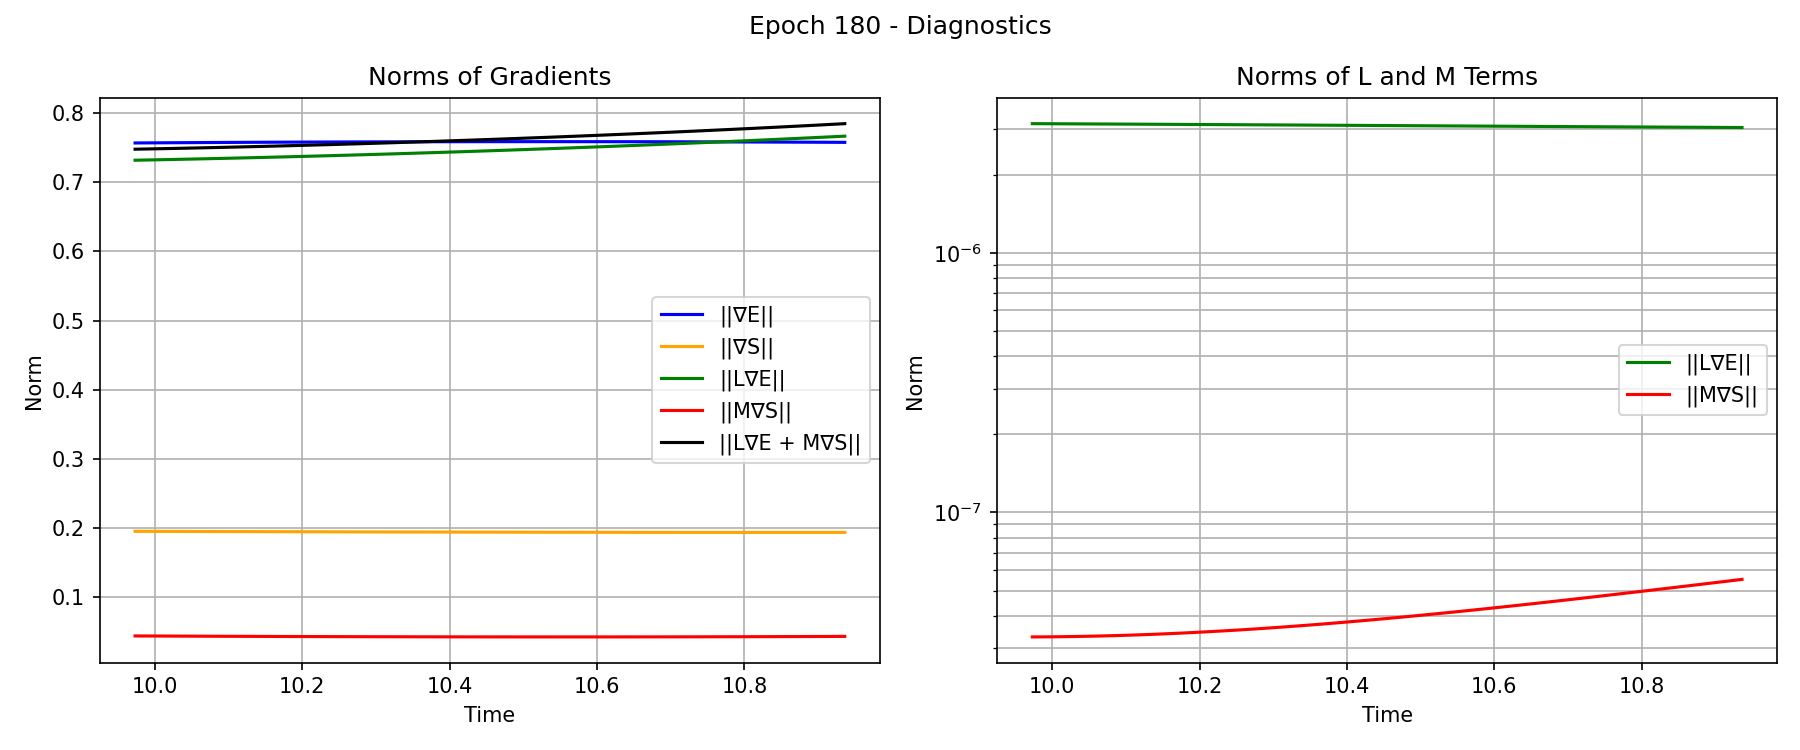 Epoch 180 - Diagnostics
Norms of Gradients
Norm
0.8
0.7
0.6
0.5
0.4
0.3
0.2
0.1
||∇E||
||∇S||
||L∇E||
||M∇S||
||L∇E + M∇S||
10.0 10.2 10.4 10.6 10.8
Time
Norms of L and M Terms
Norm
10⁻⁶
10⁻⁷
||L∇E||
||M∇S||
10.0 10.2 10.4 10.6 10.8
Time